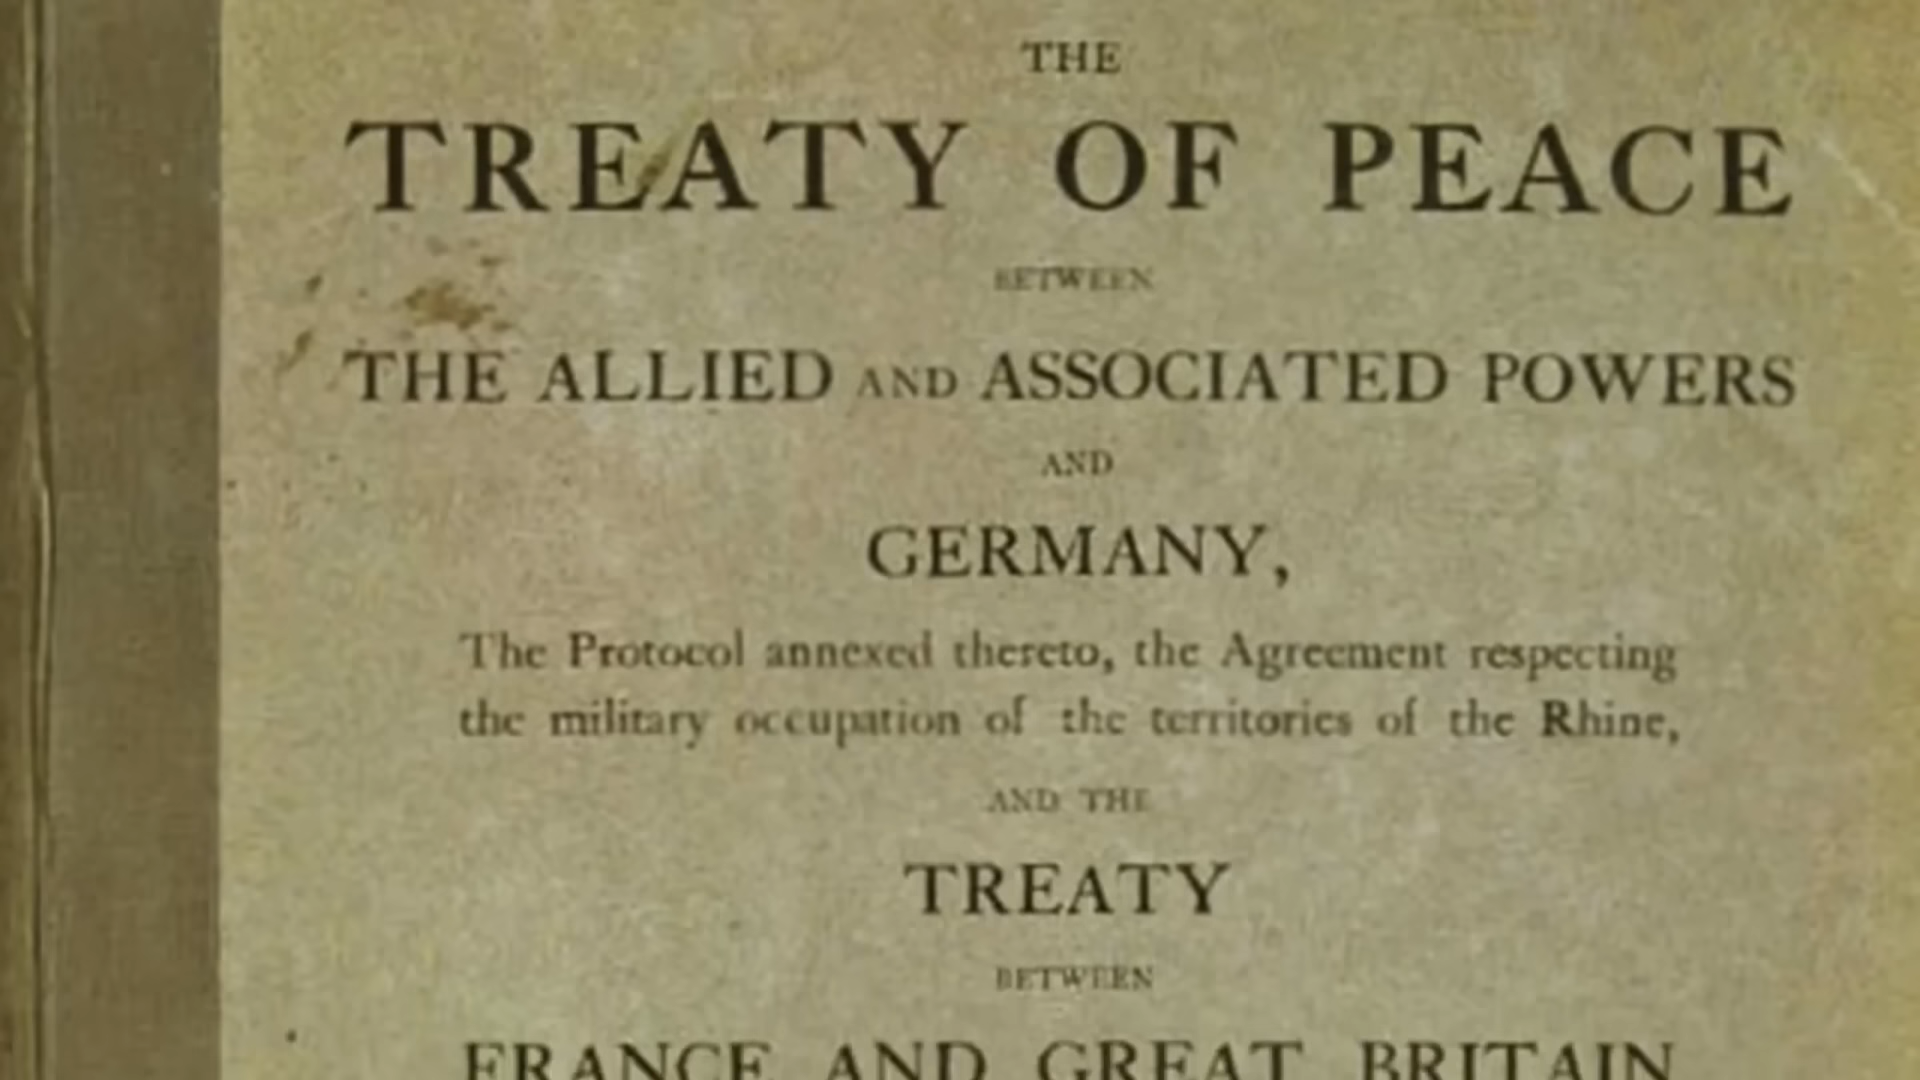 THE
TREATY OF PEACE
BETWEEN
THE ALLIED AND ASSOCIATED POWERS
AND
GERMANY,
The Protocol annexed thereto, the Agreement respecting
the military occupation of the territories of the Rhine,
AND THE
TREATY
BETWEEN
FRANCE AND GREAT BRITAIN